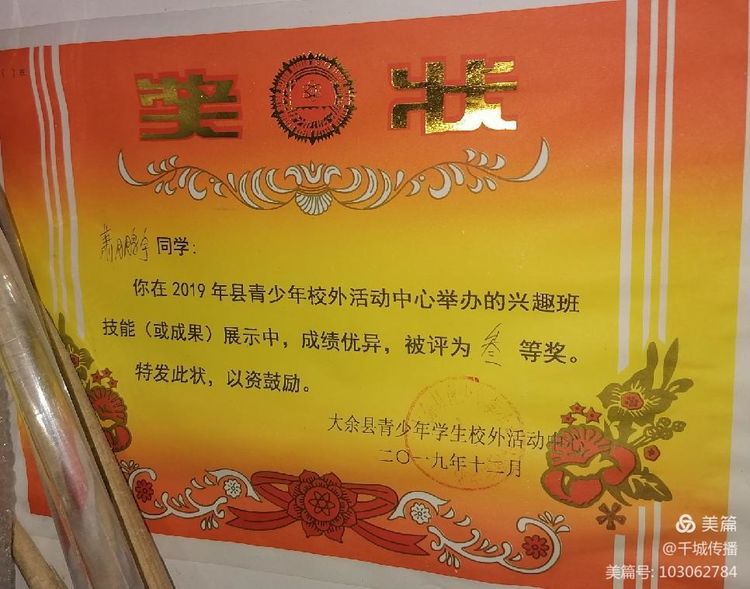 奖状
萧鹏宇同学：
你在2019年县青少年校外活动中心举办的兴趣班
技能（或成果）展示中，成绩优异，被评为叁等奖。
特发此状，以资鼓励。
大余县青少年学生校外活动中
二〇一九年十二月
美篇
@千城传播
美篇号: 103062784